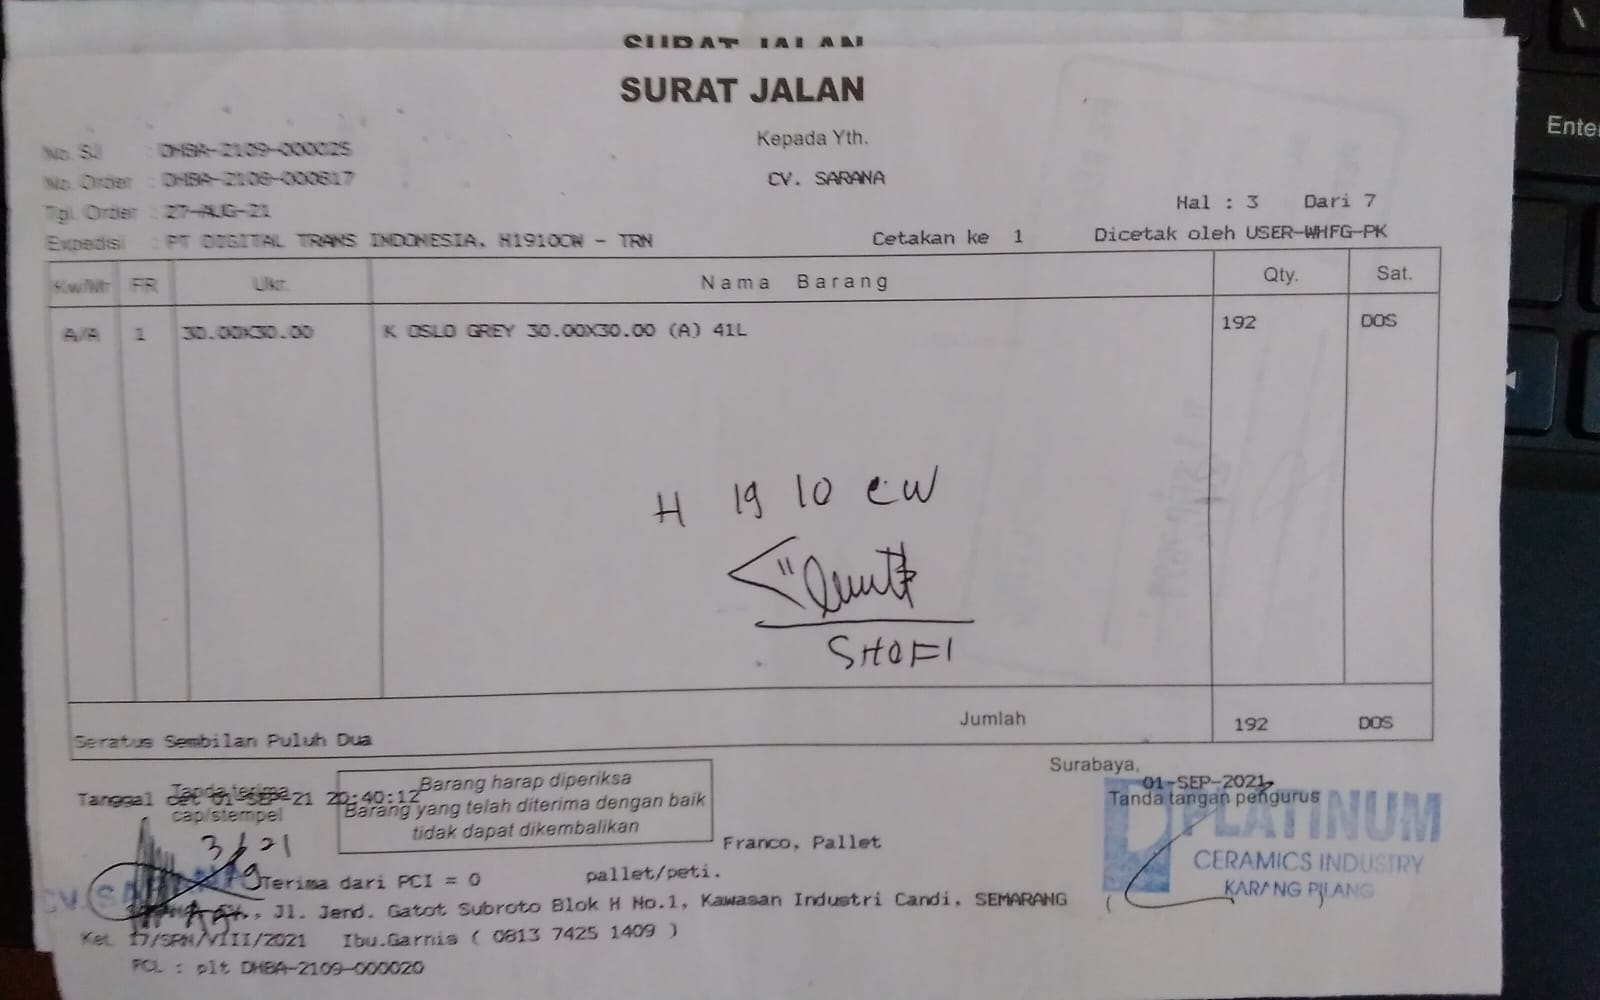 SURAT JALAN
SURAT JALAN
Kepada Yth.
CV. SARANA
No. SJ : DHBA-2109-000025
No. Order : DHBA-2108-000817
Tgl. Order : 27-AUG-21
Expedisi : PT DIGITAL TRANS INDONESIA, H1910CW - TRN
Hal : 3 Dari 7
Cetakan ke 1 Dicetak oleh USER-WHFG-PK
Kw/Nr FR Ukr. Nama Barang Qty. Sat.
A/A 1 30.00X30.00 K OSLO GREY 30.00X30.00 (A) 41L 192 DOS
H 1910 CW
SHOFI
Jumlah 192 DOS
Seratus Sembilan Puluh Dua
Surabaya,
01-SEP-2021
Tanda tangan pengurus
Tanda terima
Tanggal cet 01-SEP-21 20:40:12
cap/stempel
Barang harap diperiksa
Barang yang telah diterima dengan baik
tidak dapat dikembalikan
PLATINUM
CERAMICS INDUSTRY
KARANG PILANG
Franco, Pallet
3/9 21
Terima dari PCI = 0 pallet/peti.
CV. SARANA
Jl. Jend. Gatot Subroto Blok H No.1, Kawasan Industri Candi, SEMARANG
Ket. 17/SRN/VIII/2021 Ibu.Garnis ( 0813 7425 1409 )
PCL : plt DHBA-2109-000020
Enter